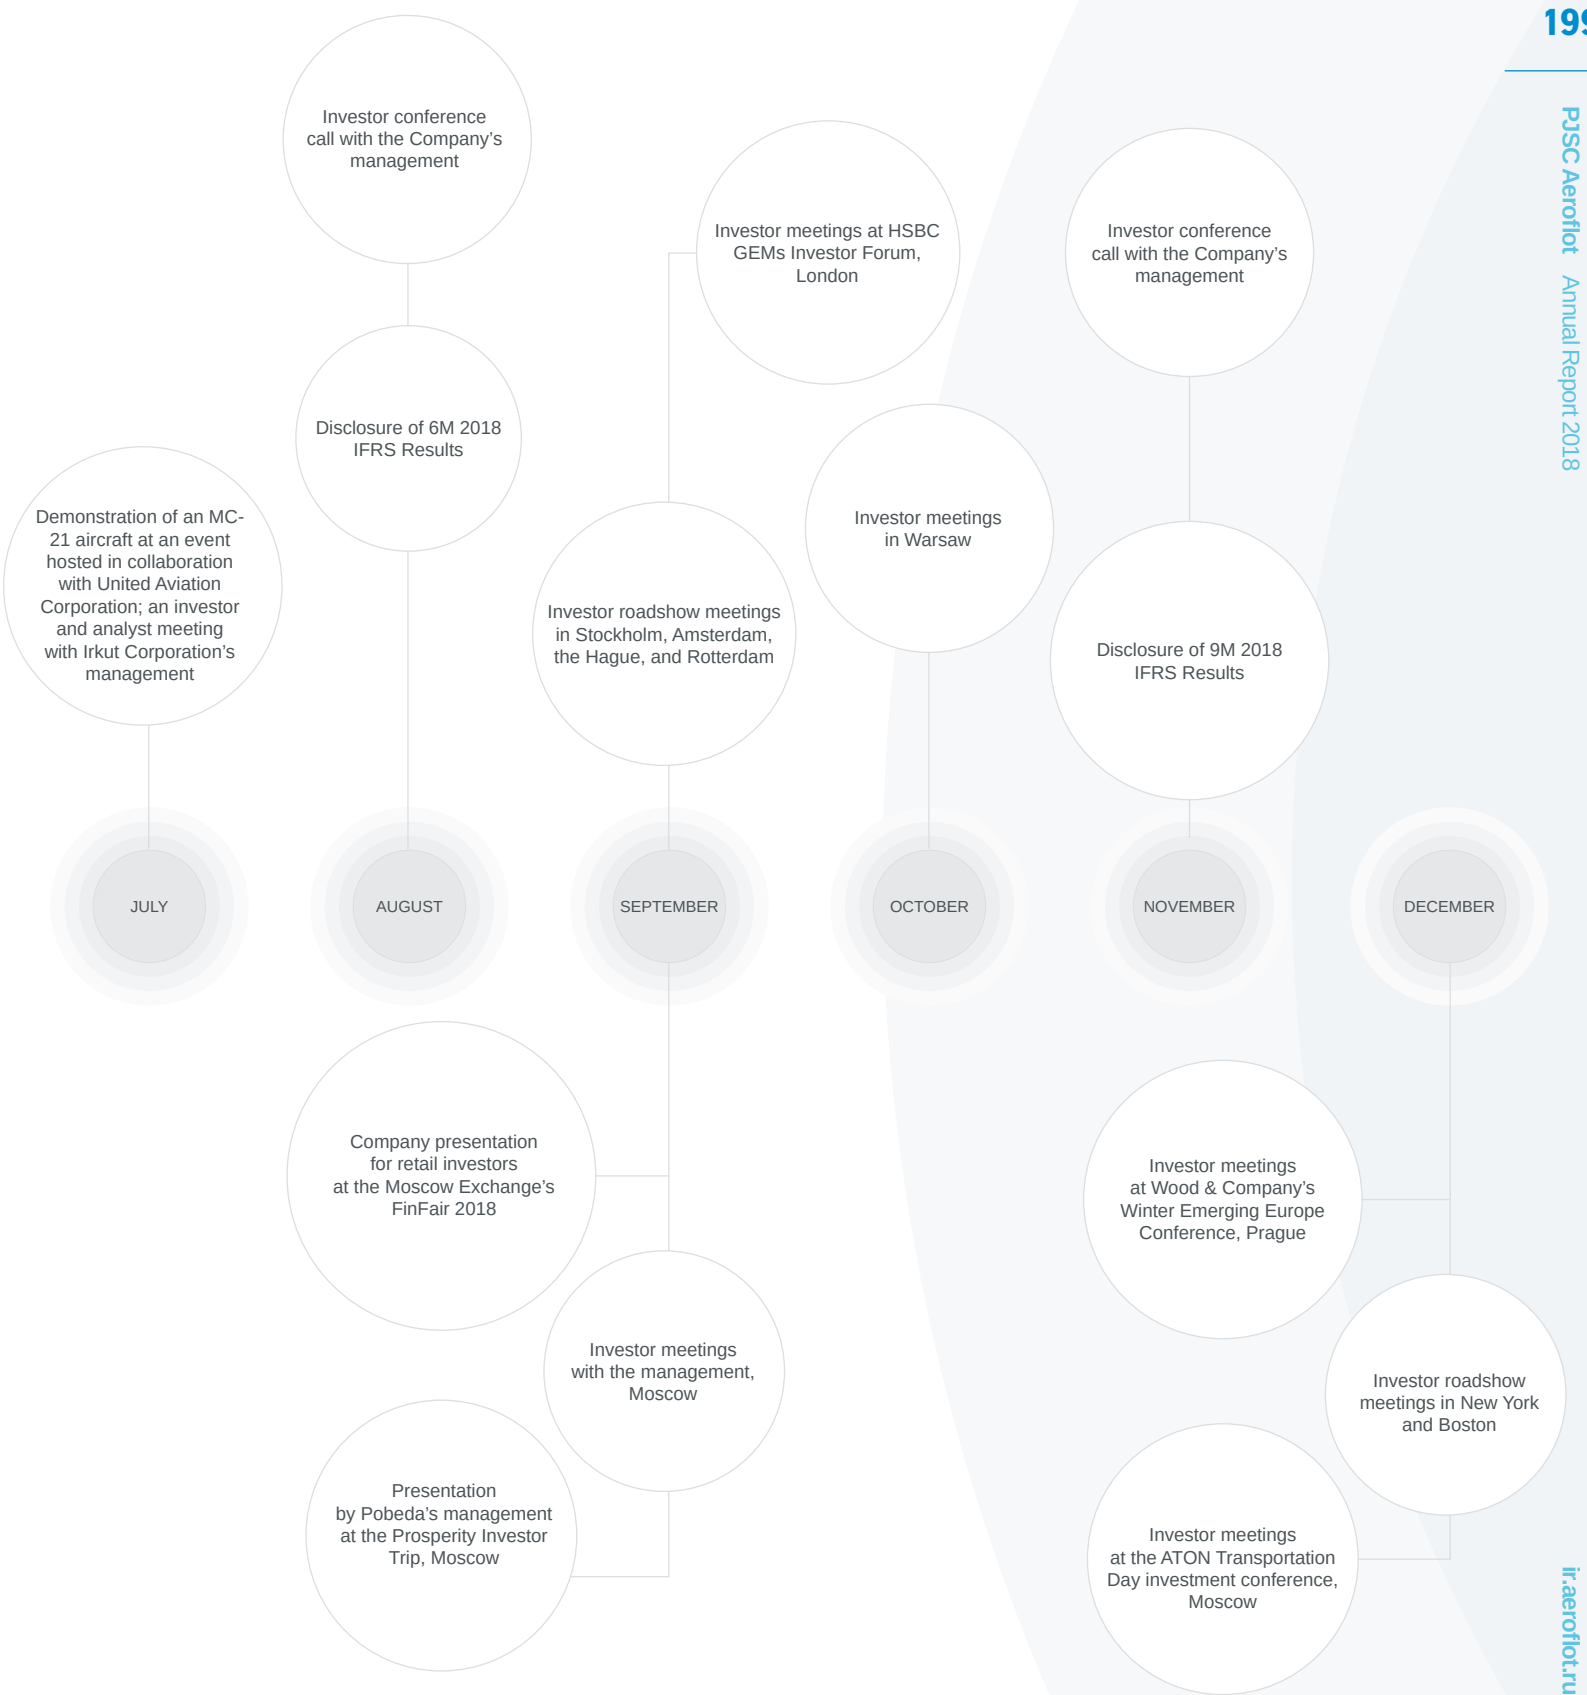 199
PJSC Aeroflot Annual Report 2018
Investor conference
call with the Company’s
management
Investor meetings at HSBC
GEMs Investor Forum,
London
Investor conference
call with the Company’s
management
Disclosure of 6M 2018
IFRS Results
Demonstration of an MC-
21 aircraft at an event
hosted in collaboration
with United Aviation
Corporation; an investor
and analyst meeting
with Irkut Corporation’s
management
Investor roadshow meetings
in Stockholm, Amsterdam,
the Hague, and Rotterdam
Investor meetings
in Warsaw
Disclosure of 9M 2018
IFRS Results
JULY
AUGUST
SEPTEMBER
OCTOBER
NOVEMBER
DECEMBER
Company presentation
for retail investors
at the Moscow Exchange’s
FinFair 2018
Investor meetings
at Wood & Company’s
Winter Emerging Europe
Conference, Prague
Investor meetings
with the management,
Moscow
Investor roadshow
meetings in New York
and Boston
Presentation
by Pobeda’s management
at the Prosperity Investor
Trip, Moscow
Investor meetings
at the ATON Transportation
Day investment conference,
Moscow
ir.aeroflot.ru